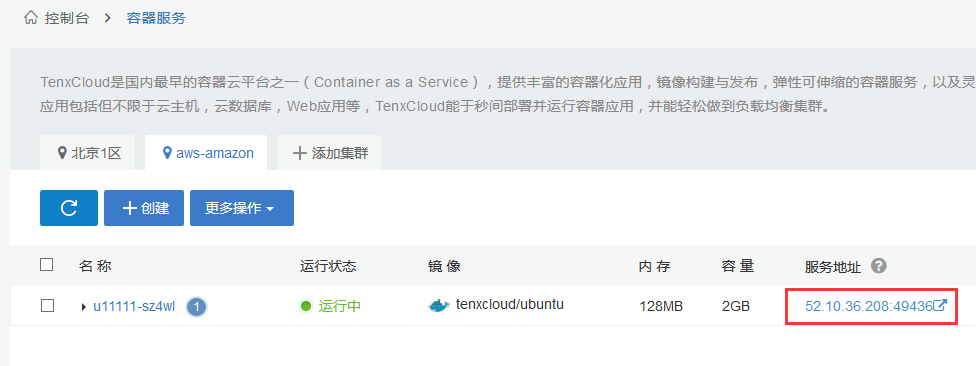 控制台 > 容器服务
TenxCloud是国内最早的容器云平台之一（Container as a Service），提供丰富的容器化应用，镜像构建与发布，弹性可伸缩的容器服务，以及灵
应用包括但不限于云主机，云数据库，Web应用等，TenxCloud能于秒间部署并运行容器应用，并能轻松做到负载均衡集群。
北京1区 aws-amazon 添加集群
创建 更多操作
名 称 运行状态 镜 像 内 存 容 量 服务地址 ?
u11111-sz4wl 1 运行中 tenxcloud/ubuntu 128MB 2GB 52.10.36.208:49436